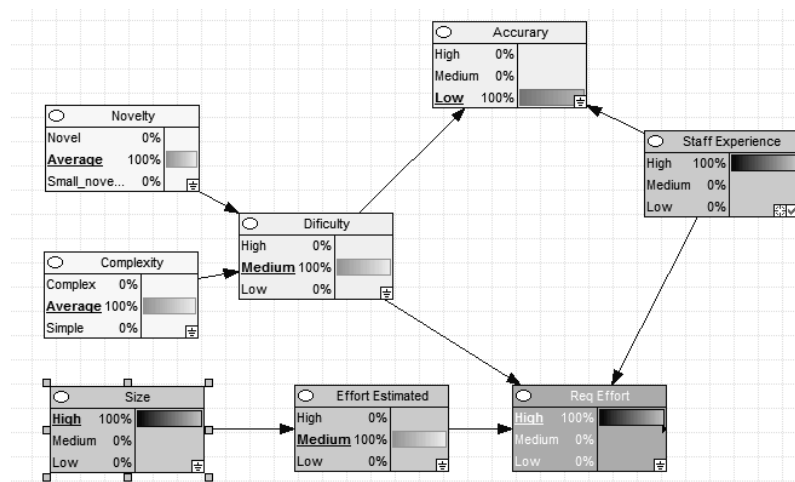 Accurary
High 0%
Medium 0%
Low 100%
Novelty
Novel 0%
Average 100%
Small_nove... 0%
Staff Experience
High 100%
Medium 0%
Low 0%
Dificulty
High 0%
Medium 100%
Low 0%
Complexity
Complex 0%
Average 100%
Simple 0%
Size
High 100%
Medium 0%
Low 0%
Effort Estimated
High 0%
Medium 100%
Low 0%
Req Effort
High 100%
Medium 0%
Low 0%